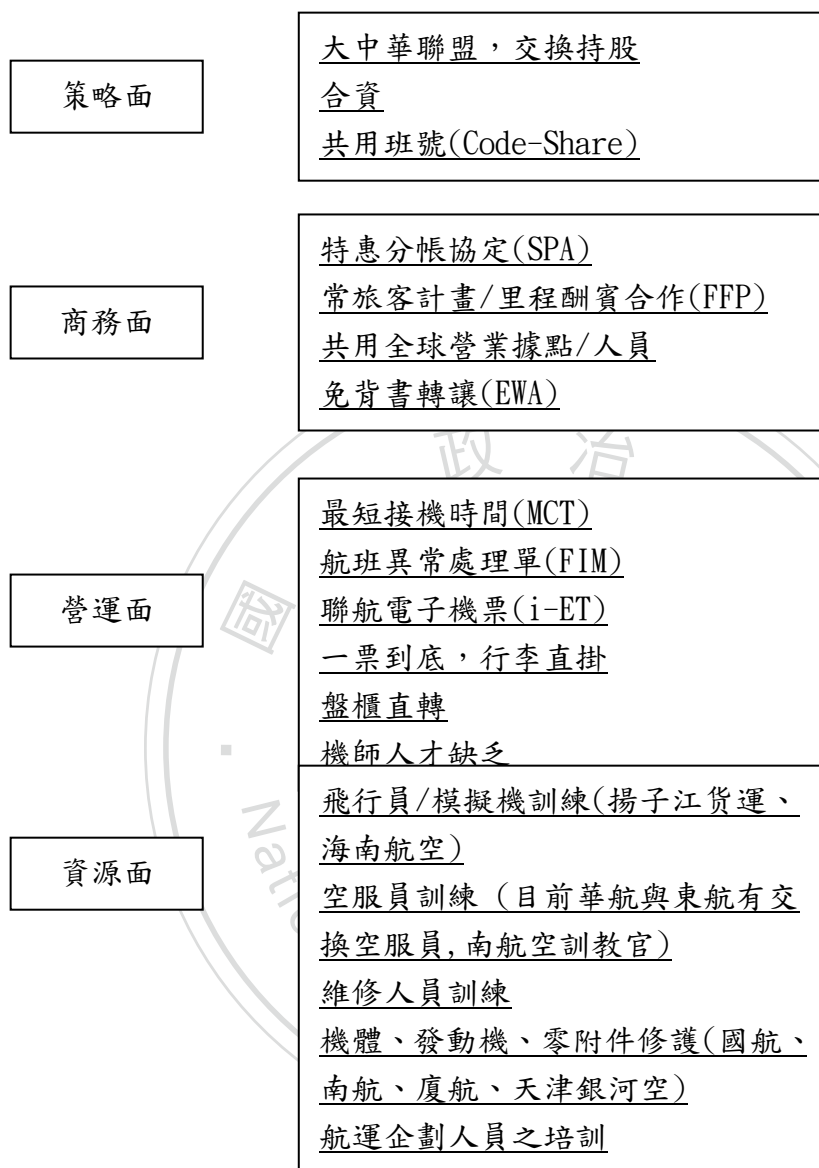 策略面
大中華聯盟，交換持股
合資
共用班號(Code-Share)
商務面
特惠分帳協定(SPA)
常旅客計畫/里程酬賓合作(FFP)
共用全球營業據點/人員
免背書轉讓(EWA)
政 治
營運面
最短接機時間(MCT)
航班異常處理單(FIM)
聯航電子機票(i-ET)
一票到底，行李直掛
盤櫃直轉
機師人才缺乏
國
資源面
飛行員/模擬機訓練(揚子江货運、
海南航空)
空服員訓練 (目前華航與東航有交
換空服員,南航空訓教官)
維修人員訓練
機體、發動機、零附件修護(國航、
南航、廈航、天津銀河空)
航運企劃人員之培訓